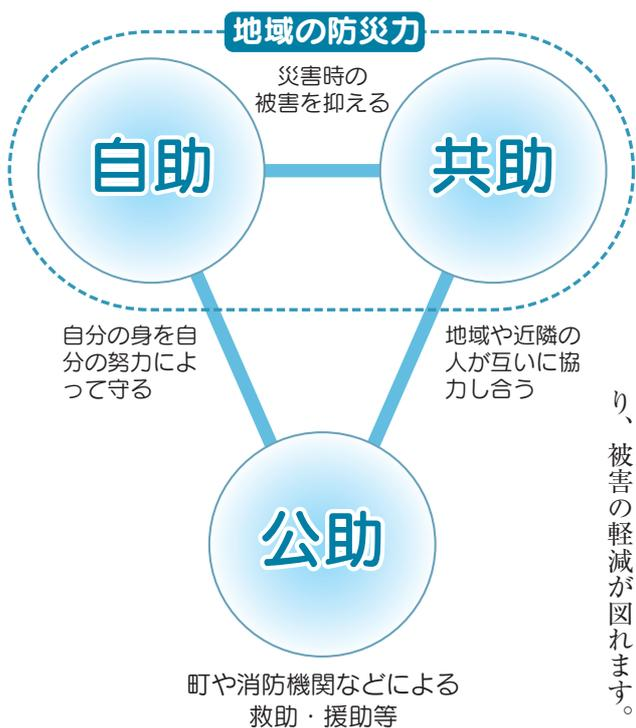 地域の防災力
災害時の
被害を抑える
自助
共助
自分の身を自
分の努力によ
って守る
地域や近隣の
人が互いに協
力し合う
公助
町や消防機関などによる
救助・援助等
り、被害の軽減が図れます。